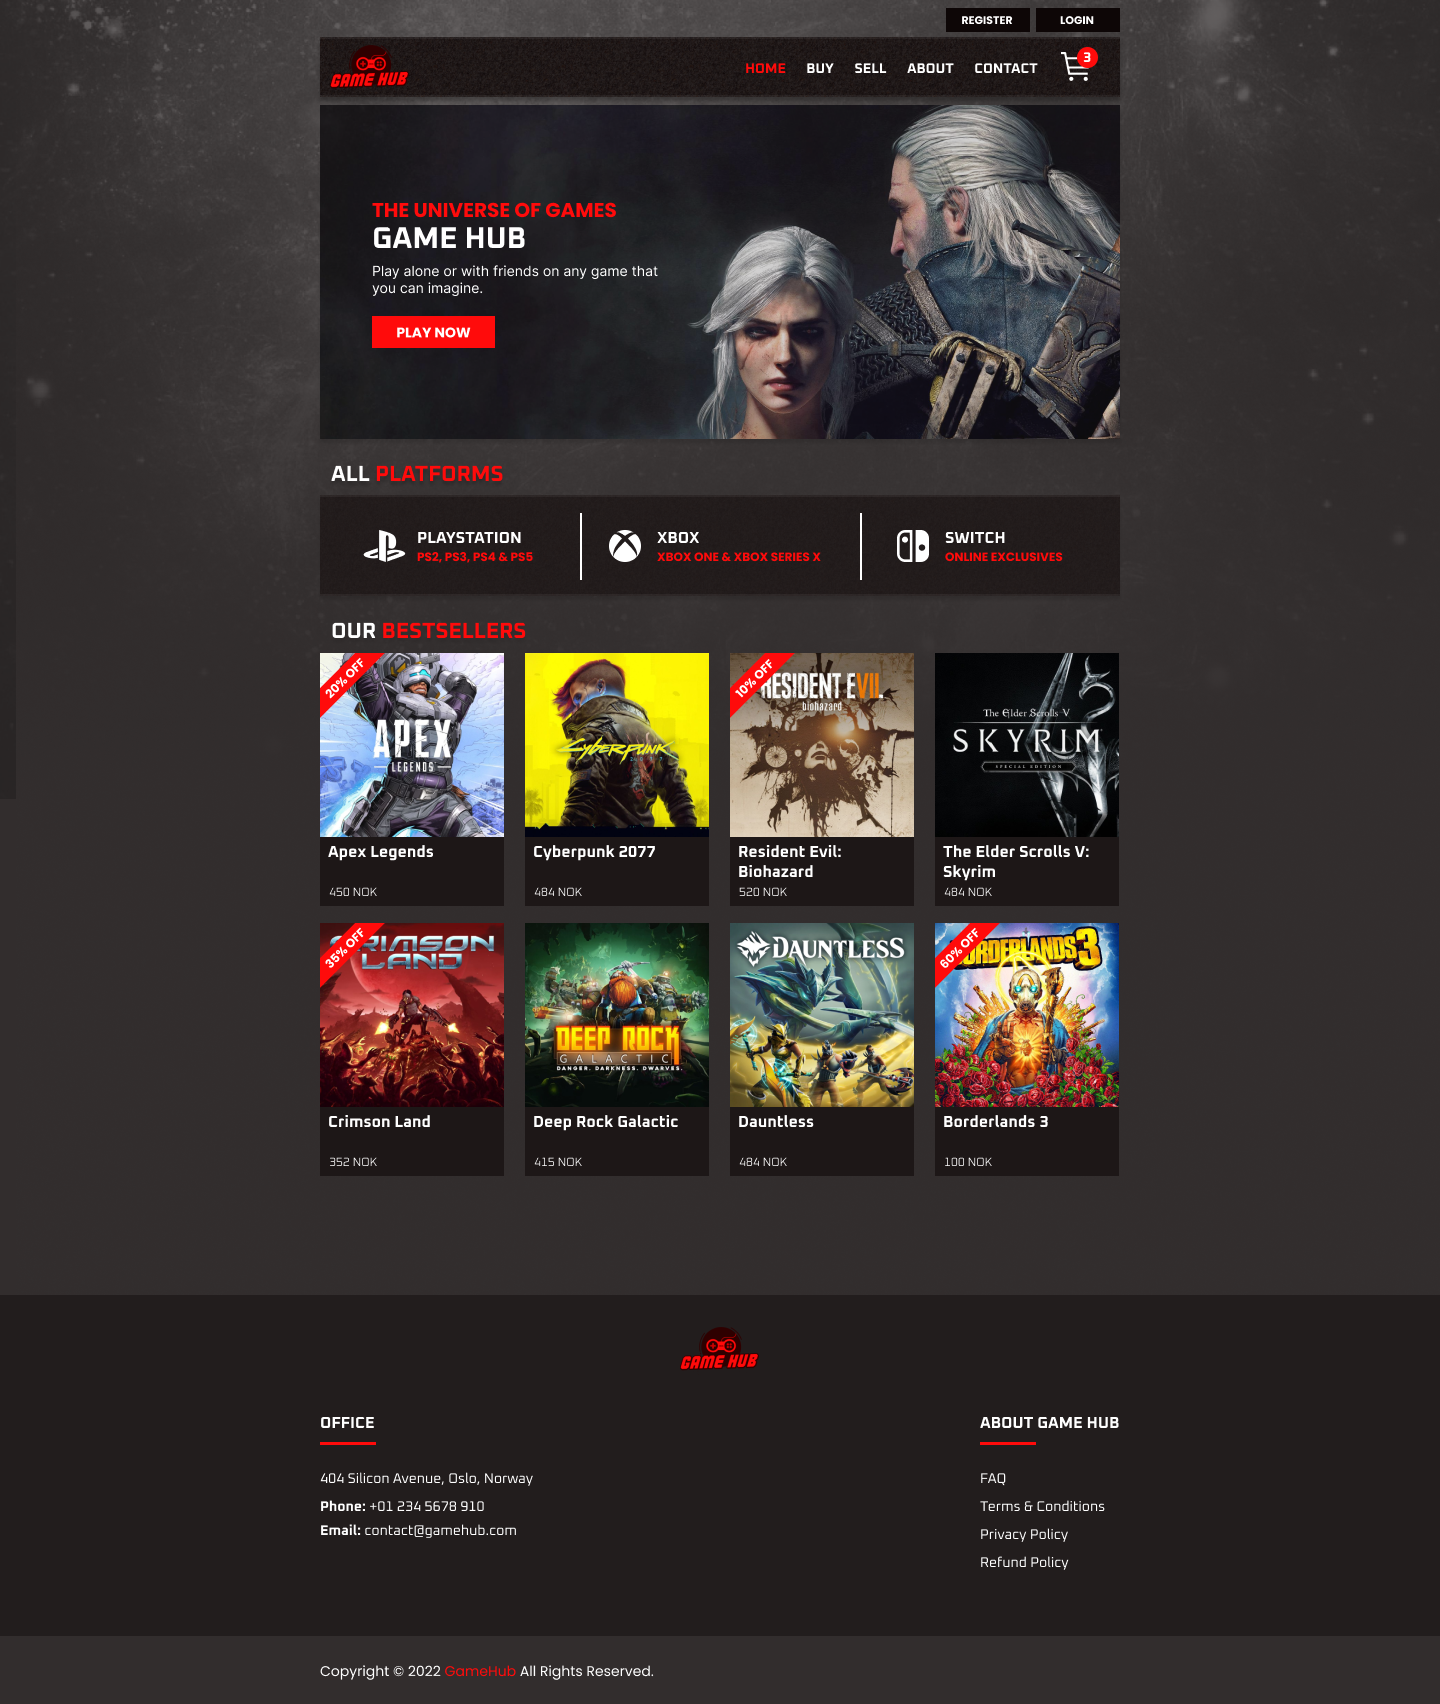 REGISTER LOGIN
GAME HUB
HOME BUY SELL ABOUT CONTACT 3
THE UNIVERSE OF GAMES
GAME HUB
Play alone or with friends on any game that
you can imagine.
PLAY NOW
ALL PLATFORMS
PLAYSTATION
PS2, PS3, PS4 & PS5
XBOX
XBOX ONE & XBOX SERIES X
SWITCH
ONLINE EXCLUSIVES
OUR BESTSELLERS
20% OFF
APEX
LEGENDS
Apex Legends
450 NOK
CYBERPUNK
Cyberpunk 2077
484 NOK
10% OFF
RESIDENT EVII.
biohazard
Resident Evil:
Biohazard
520 NOK
The Elder Scrolls V
SKYRIM
SPECIAL EDITION
The Elder Scrolls V:
Skyrim
484 NOK
35% OFF
CRIMSON
LAND
Crimson Land
352 NOK
DEEP ROCK
GALACTIC
DANGER. DARKNESS. DWARVES.
Deep Rock Galactic
415 NOK
DAUNTLESS
Dauntless
484 NOK
60% OFF
BORDERLANDS 3
Borderlands 3
100 NOK
GAME HUB
OFFICE
404 Silicon Avenue, Oslo, Norway
Phone: +01 234 5678 910
Email: contact@gamehub.com
ABOUT GAME HUB
FAQ
Terms & Conditions
Privacy Policy
Refund Policy
Copyright © 2022 GameHub All Rights Reserved.